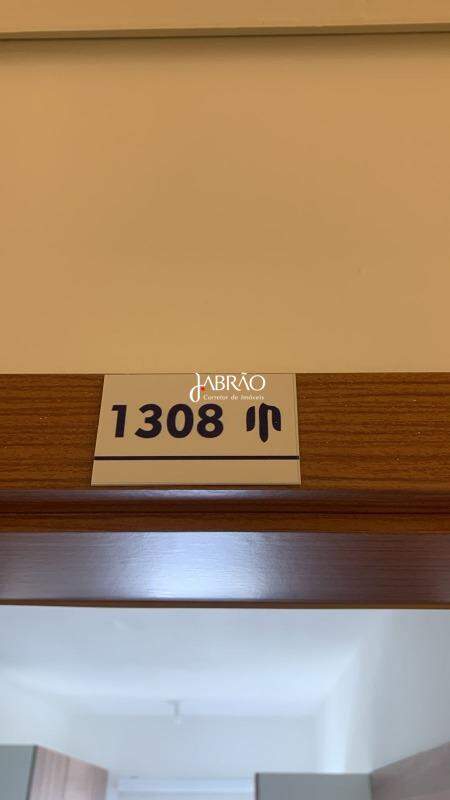 JABRÃO
Corretor de Imóveis
1308